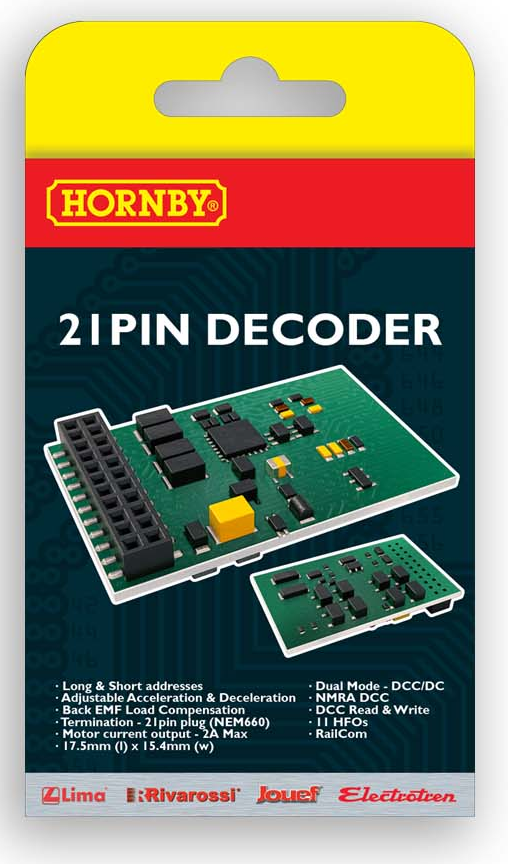 HORNBY®
21PIN DECODER
· Long & Short addresses
· Adjustable Acceleration & Deceleration
· Back EMF Load Compensation
· Termination - 21pin plug (NEM660)
· Motor current output - 2A Max
· 17.5mm (l) x 15.4mm (w)
· Dual Mode - DCC/DC
· NMRA DCC
· DCC Read & Write
· 11 HFOs
· RailCom
Lima Rivarossi Jouef Electrotren